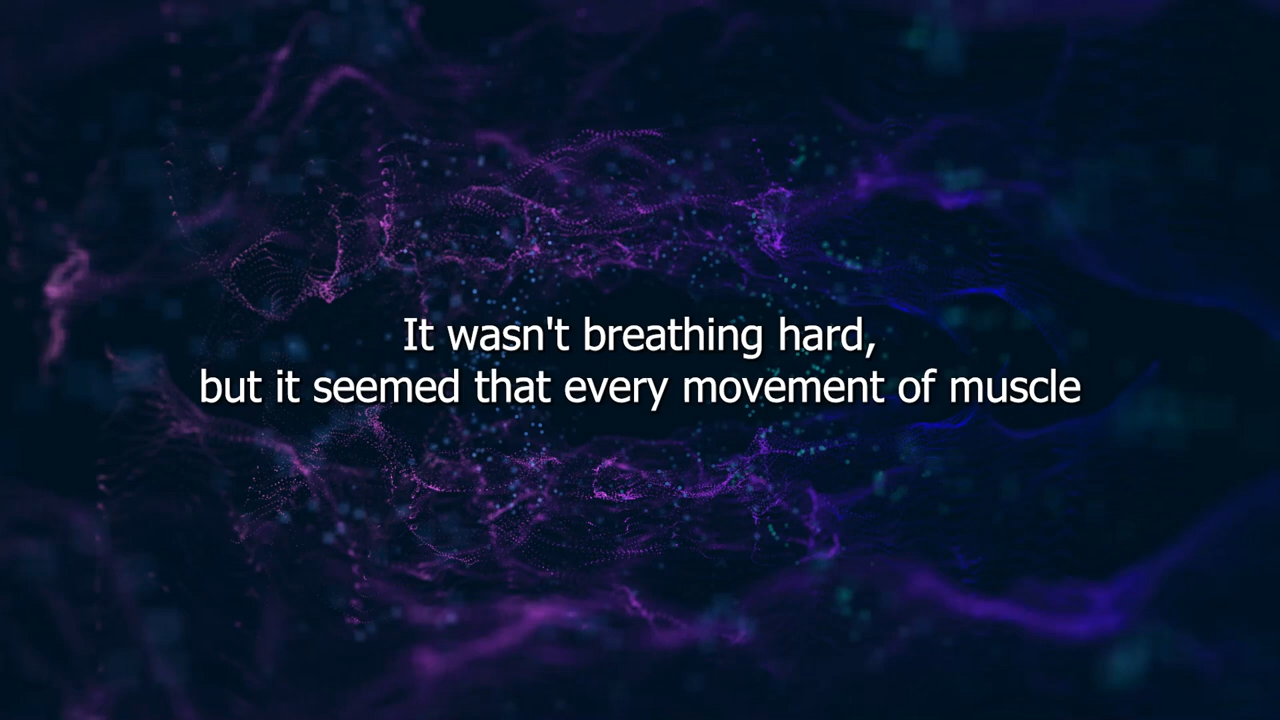 It wasn't breathing hard,
but it seemed that every movement of muscle